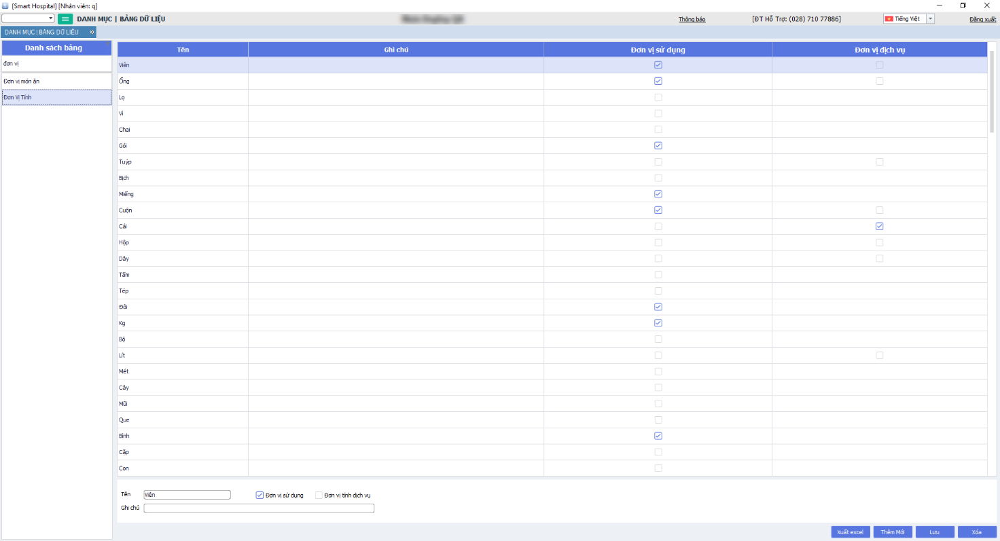 [Smart Hospital] [Nhân viên: q]
DANH MỤC | BẢNG DỮ LIỆU
Thông báo
[ĐT Hỗ Trợ: (028) 710 77886]
Tiếng Việt
Đăng xuất
DANH MỤC | BẢNG DỮ LIỆU
Danh sách bảng
đơn vị
Đơn vị món ăn
Đơn Vị Tính
Tên Ghi chú Đơn vị sử dụng Đơn vị dịch vụ
Viên
Ống
Lọ
Vỉ
Chai
Gói
Tuýp
Bịch
Miếng
Cuộn
Cái
Hộp
Dây
Tấm
Tép
Đôi
Kg
Bộ
Lít
Mét
Cây
Mũi
Que
Bình
Cặp
Con
Tên Viên Đơn vị sử dụng Đơn vị tính dịch vụ
Ghi chú
Xuất excel Thêm Mới Lưu Xóa